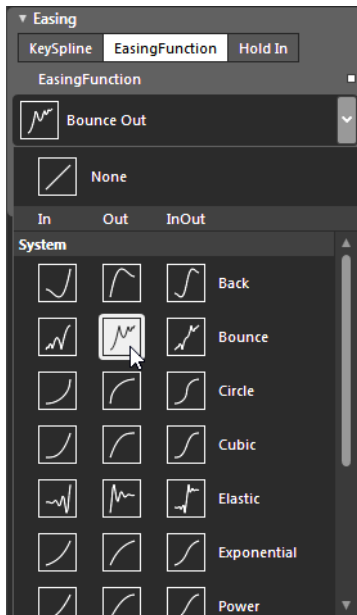 Easing
KeySpline EasingFunction Hold In
EasingFunction
Bounce Out
None
In Out InOut
System
Back
Bounce
Circle
Cubic
Elastic
Exponential
Power